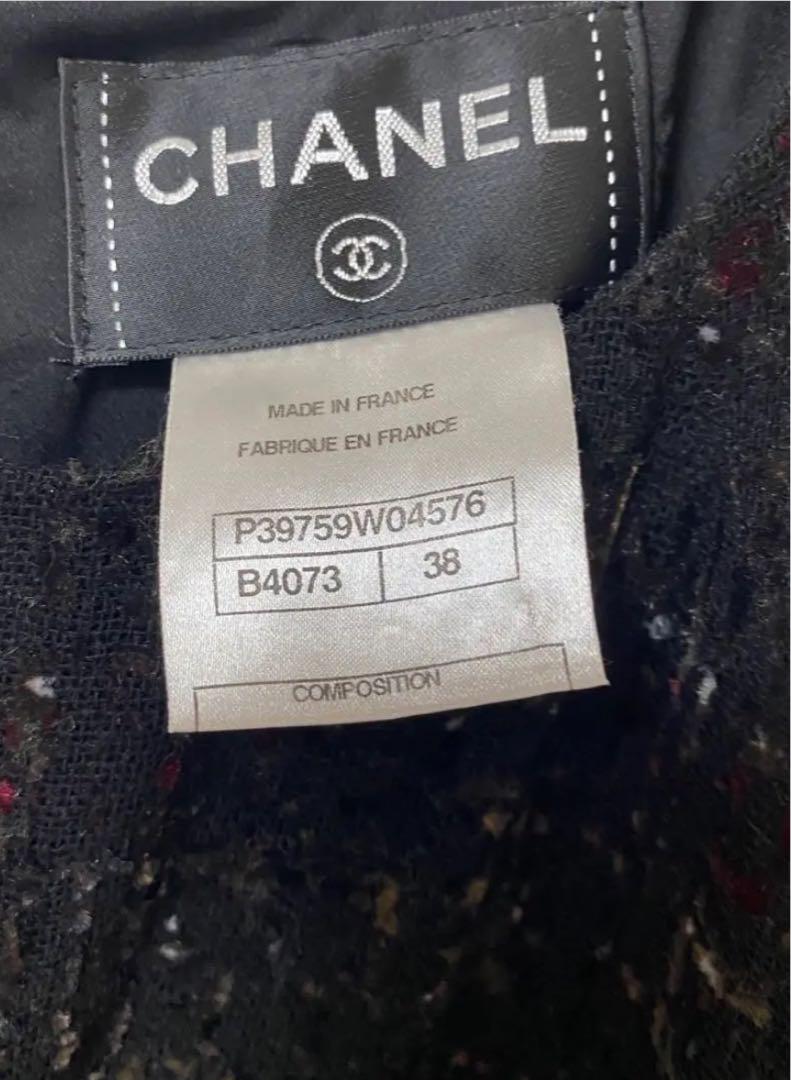 CHANEL
MADE IN FRANCE
FABRIQUE EN FRANCE
P39759W04576
B4073 38
COMPOSITION